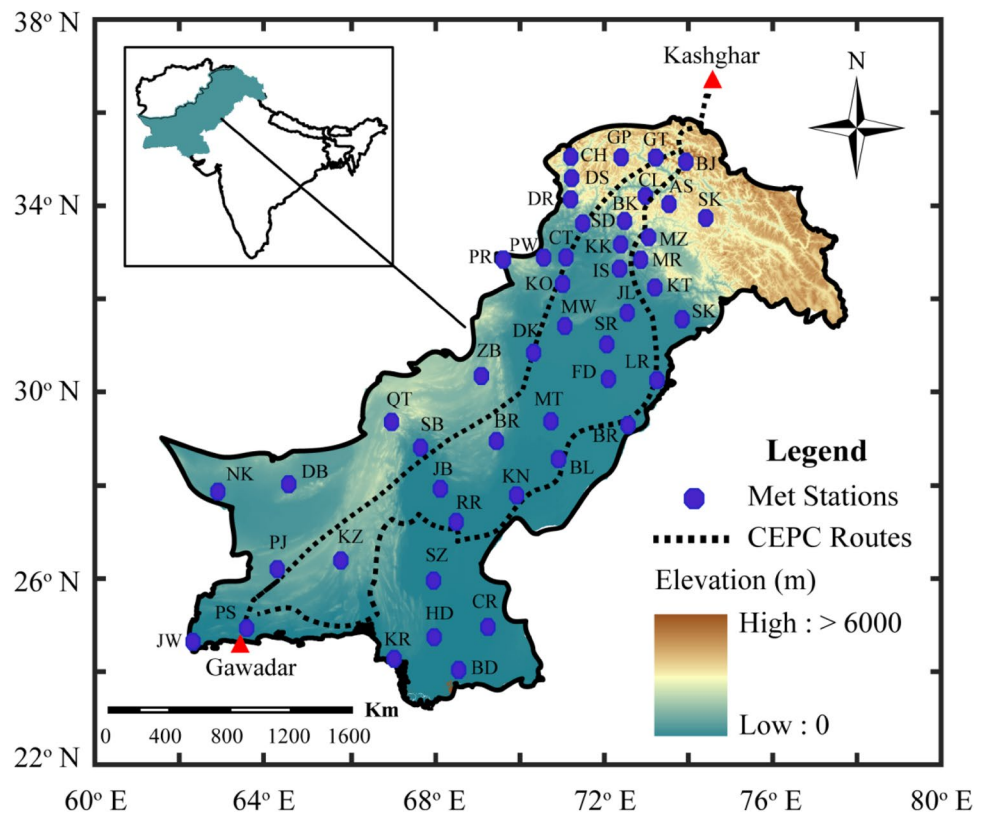 38° N
Kashghar
N
GP
GT
CH
BJ
DS
CL
AS
DR
BK
SK
SD
CT
PW
KK
MZ
PR
IS
MR
KO
KT
JL
MW
SK
DK
SR
ZB
LR
FD
34° N
30° N
QT
MT
SB
BR
BR
Legend
NK
DB
JB
KN
BL
Met Stations
RR
CEPC Routes
PJ
KZ
SZ
26° N
Elevation (m)
PS
HD
CR
High : > 6000
JW
KR
BD
Gawadar
Km
Low : 0
0 400 880 1200 1600
22° N
60° E 64° E 68° E 72° E 76° E 80° E